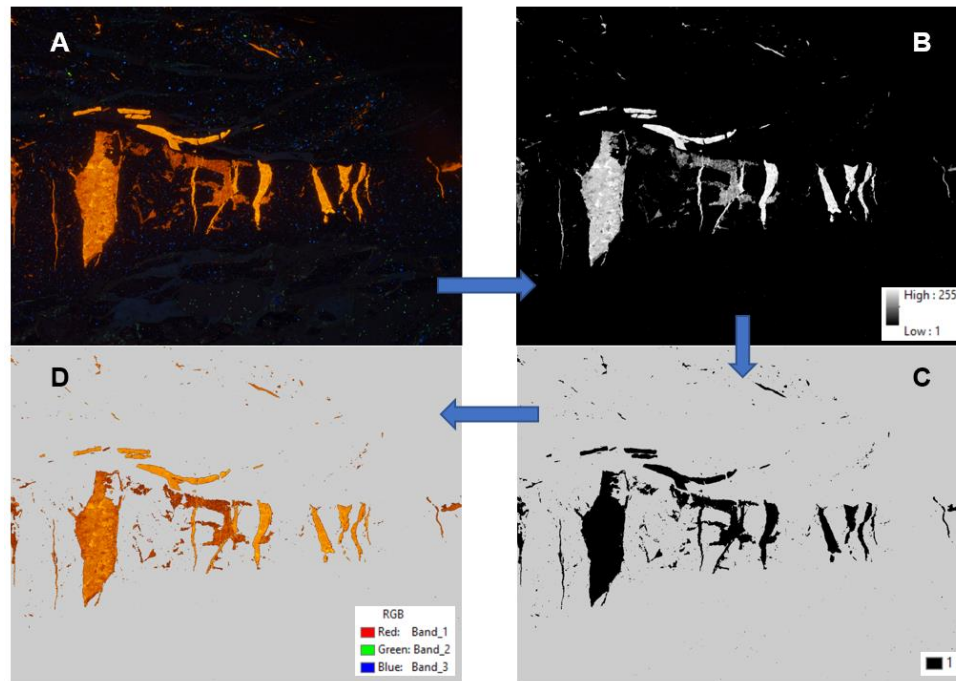 A
B
High : 255
Low : 1
D
C
RGB
Red: Band_1
Green: Band_2
Blue: Band_3
1